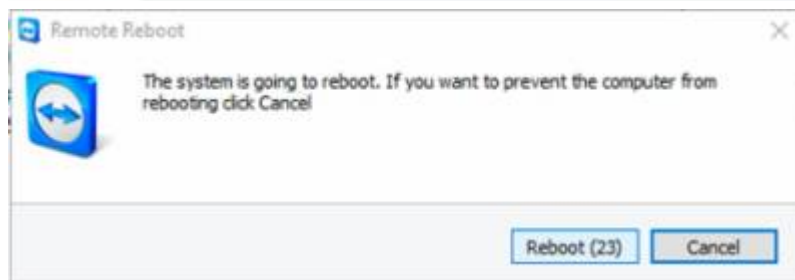 Remote Reboot
The system is going to reboot. If you want to prevent the computer from
rebooting click Cancel
Reboot (23)
Cancel